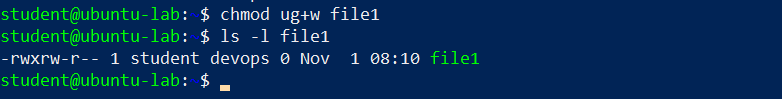 student@ubuntu-lab:~$ chmod ug+w file1
student@ubuntu-lab:~$ ls -l file1
-rwxrw-r-- 1 student devops 0 Nov  1 08:10 file1
student@ubuntu-lab:~$